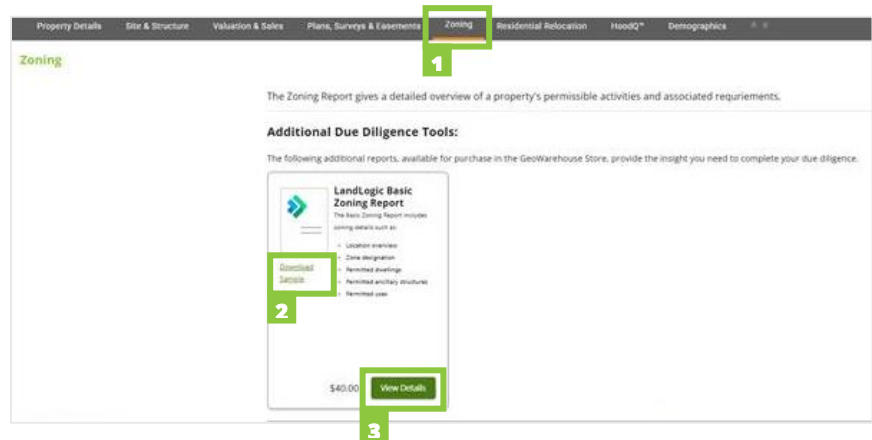 Property Details Site & Structure Valuation & Sales Plans, Surveys & Easements Zoning Residential Relocation HoodQ™ Demographics
1
Zoning
The Zoning Report gives a detailed overview of a property's permissible activities and associated requriements.
Additional Due Diligence Tools:
The following additional reports, available for purchase in the GeoWarehouse Store, provide the insight you need to complete your due diligence.
LandLogic Basic
Zoning Report
The Basic Zoning Report includes
zoning details such as:
• Location overview
• Zone designation
• Permitted dwellings
• Permitted ancillary structures
• Permitted uses
Download
Sample
2
$40.00 View Details
3